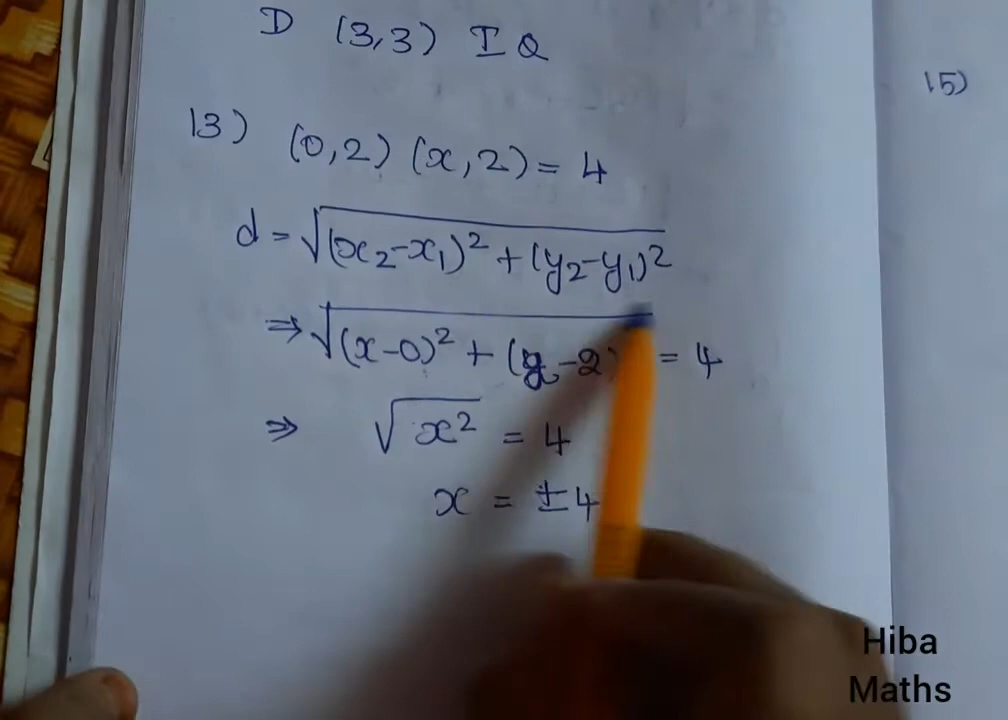 D (3,3) I Q
13) (0,2) (x,2) = 4
d = √(x₂-x₁)² + (y₂-y₁)²
⇒ √(x-0)² + ( -2) = 4
⇒ √x² = 4
x = ±4
15)
Hiba
Maths